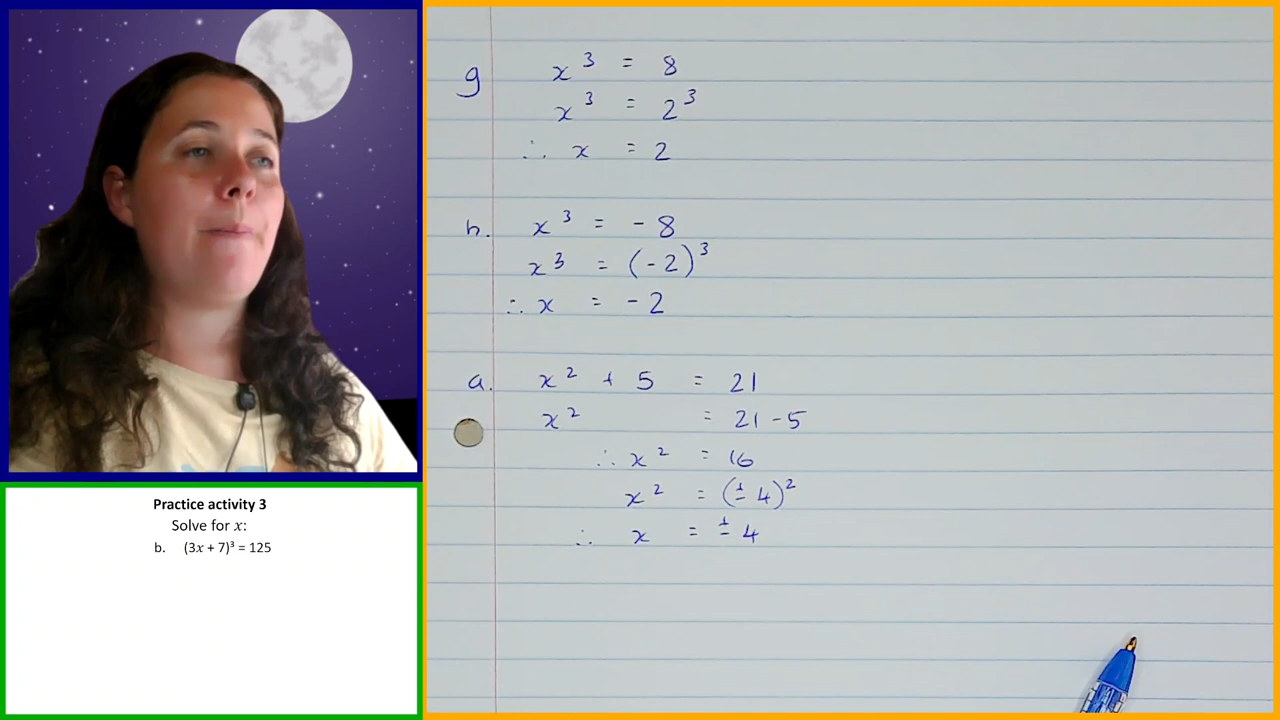 Practice activity 3
Solve for x:
b. (3x + 7)³ = 125
g x³ = 8
x³ = 2³
∴ x = 2
h. x³ = -8
x³ = (-2)³
∴ x = -2
a. x² + 5 = 21
x² = 21 - 5
∴ x² = 16
x² = (± 4)²
∴ x = ± 4